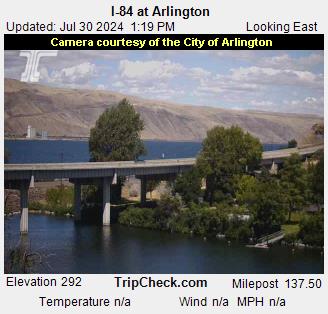 I-84 at Arlington
Updated: Jul 30 2024 1:19 PM Looking East
Camera courtesy of the City of Arlington
Elevation 292 TripCheck.com Milepost 137.50
Temperature n/a Wind n/a MPH n/a